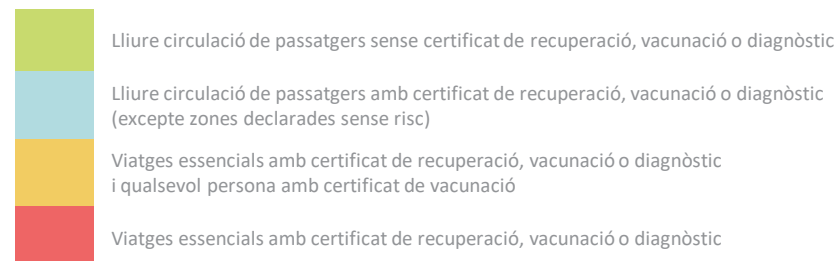 Lliure circulació de passatgers sense certificat de recuperació, vacunació o diagnòstic
Lliure circulació de passatgers amb certificat de recuperació, vacunació o diagnòstic
(excepte zones declarades sense risc)
Viatges essencials amb certificat de recuperació, vacunació o diagnòstic
i qualsevol persona amb certificat de vacunació
Viatges essencials amb certificat de recuperació, vacunació o diagnòstic